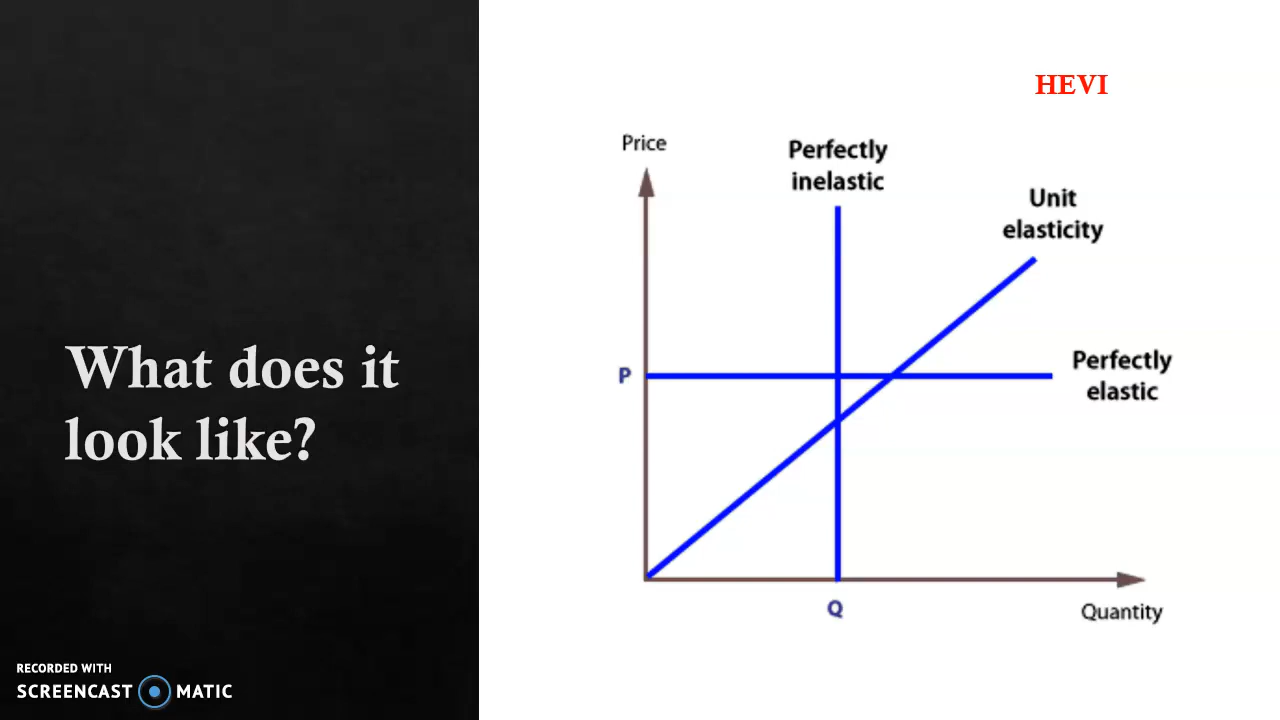 What does it
look like?
HEVI
Price
Perfectly
inelastic
Unit
elasticity
P
Perfectly
elastic
Q
Quantity
RECORDED WITH
SCREENCAST MATIC